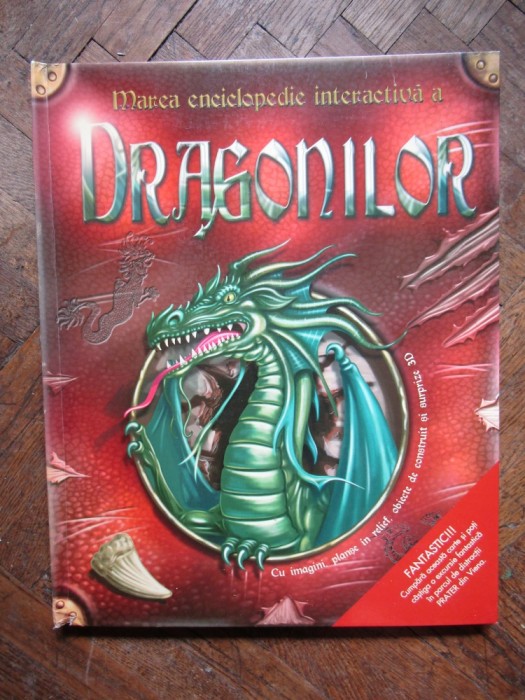 Marea enciclopedie interactivă a
DRAGONILOR
Cu imagini, planșe în relief, obiecte de construit și surprize 3D
FANTASTIC!!!
Cumpără această carte și poți
câștiga o excursie fantastică
în parcul de distracții
PRATER din Viena.